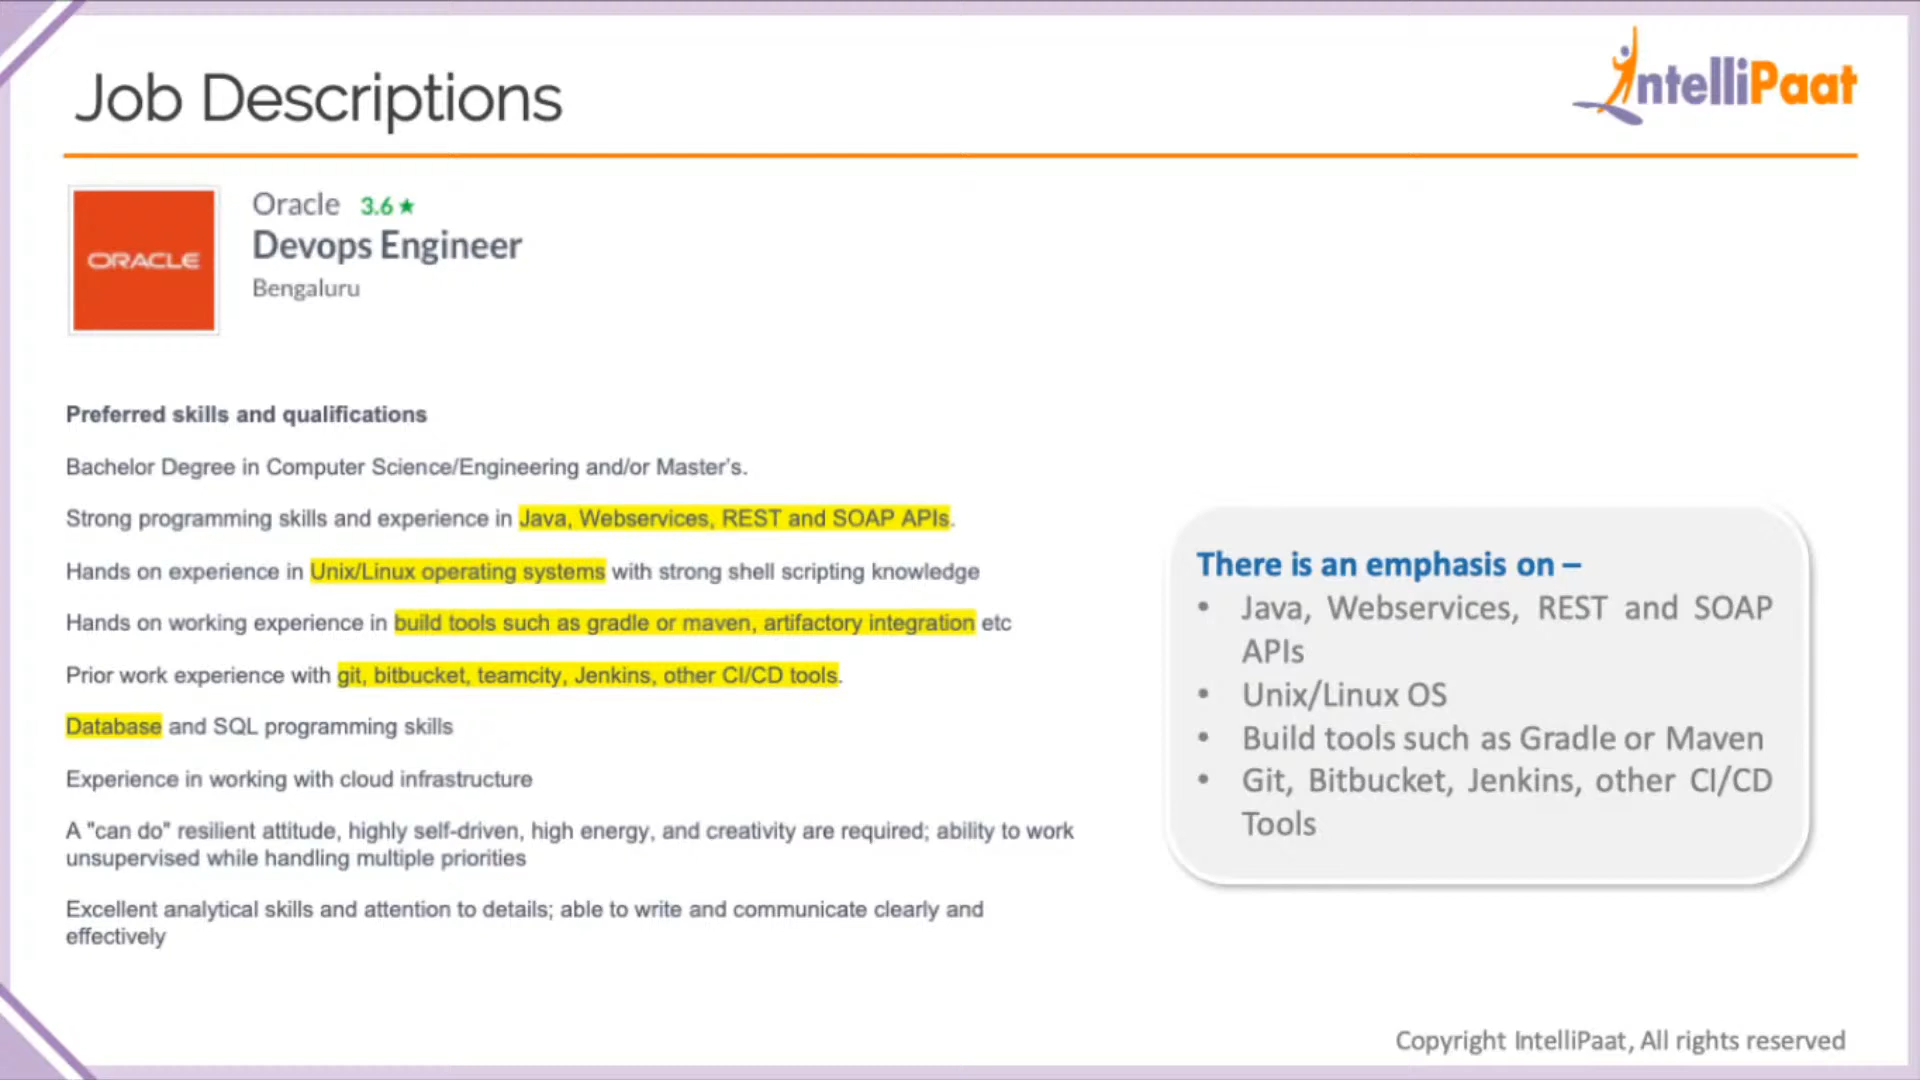 Job Descriptions
IntelliPaat
ORACLE
Oracle 3.6 ★
Devops Engineer
Bengaluru
Preferred skills and qualifications
Bachelor Degree in Computer Science/Engineering and/or Master's.
Strong programming skills and experience in Java, Webservices, REST and SOAP APIs.
Hands on experience in Unix/Linux operating systems with strong shell scripting knowledge
Hands on working experience in build tools such as gradle or maven, artifactory integration etc
Prior work experience with git, bitbucket, teamcity, Jenkins, other CI/CD tools.
Database and SQL programming skills
Experience in working with cloud infrastructure
A "can do" resilient attitude, highly self-driven, high energy, and creativity are required; ability to work
unsupervised while handling multiple priorities
Excellent analytical skills and attention to details; able to write and communicate clearly and
effectively
There is an emphasis on –
• Java, Webservices, REST and SOAP
APIs
• Unix/Linux OS
• Build tools such as Gradle or Maven
• Git, Bitbucket, Jenkins, other CI/CD
Tools
Copyright IntelliPaat, All rights reserved